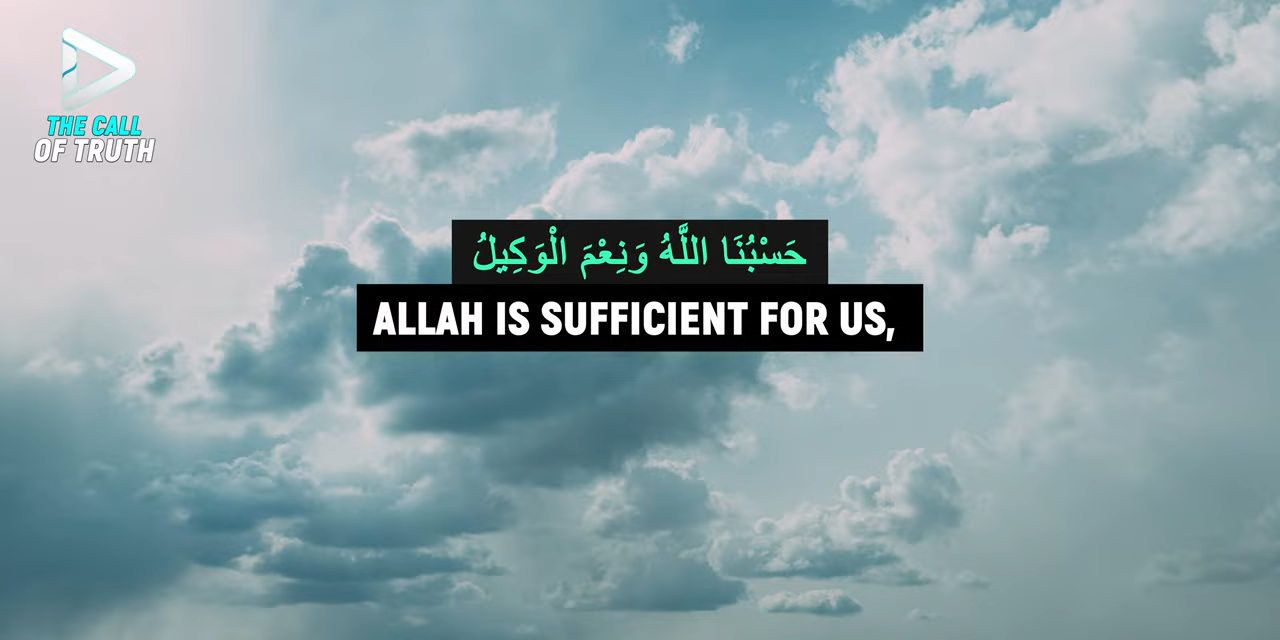 THE CALL
OF TRUTH
حَسْبُنَا اللَّهُ وَنِعْمَ الْوَكِيلُ
ALLAH IS SUFFICIENT FOR US,